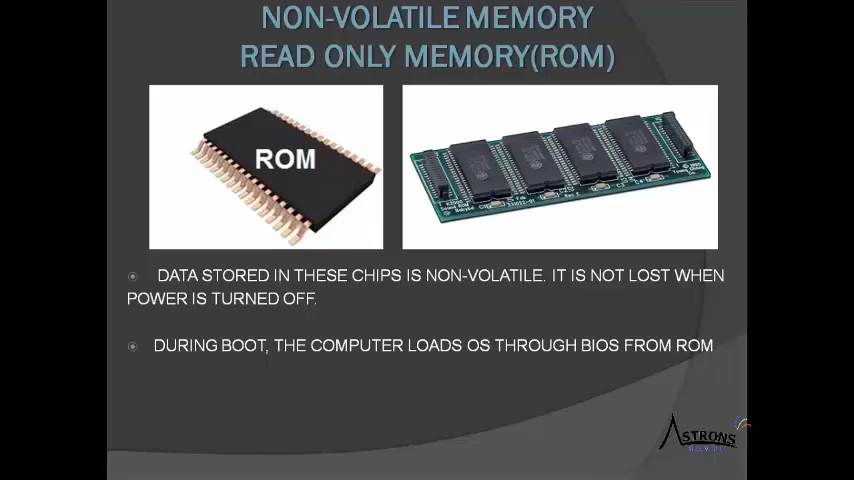 NON-VOLATILE MEMORY
READ ONLY MEMORY(ROM)
ROM
DATA STORED IN THESE CHIPS IS NON-VOLATILE. IT IS NOT LOST WHEN
POWER IS TURNED OFF.
DURING BOOT, THE COMPUTER LOADS OS THROUGH BIOS FROM ROM
ASTRONS